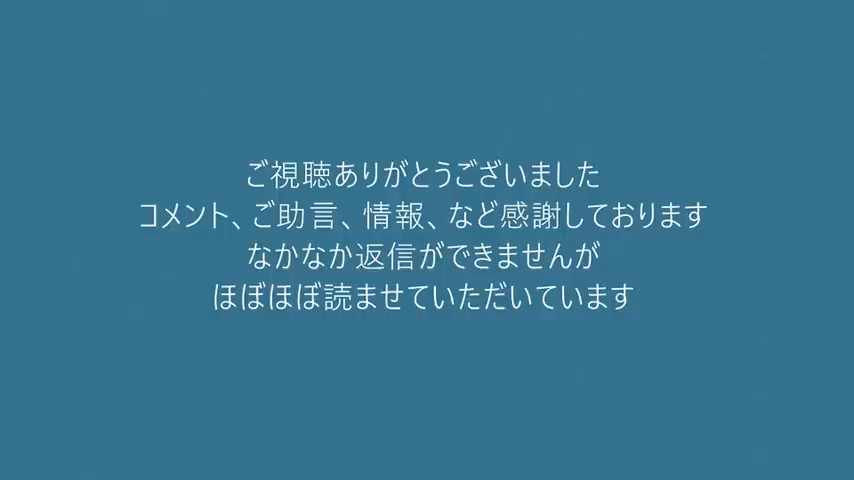 ご視聴ありがとうございました
コメント、ご助言、情報、など感謝しております
なかなか返信ができませんが
ほぼほぼ読ませていただいています